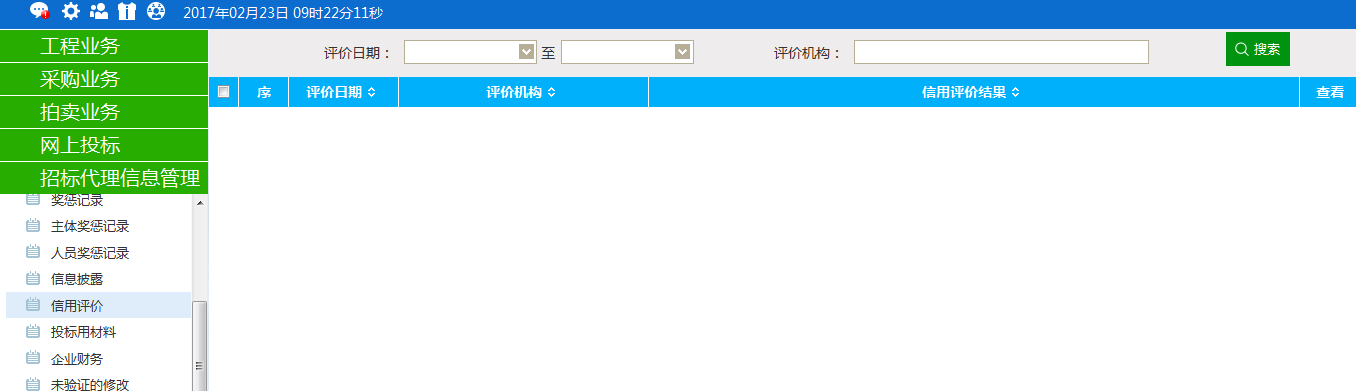 2017年02月23日 09时22分11秒
工程业务
采购业务
拍卖业务
网上投标
招标代理信息管理
奖惩记录
主体奖惩记录
人员奖惩记录
信息披露
信用评价
投标用材料
企业财务
未验证的修改
评价日期： 至 评价机构： 搜索
序 评价日期 评价机构 信用评价结果 查看